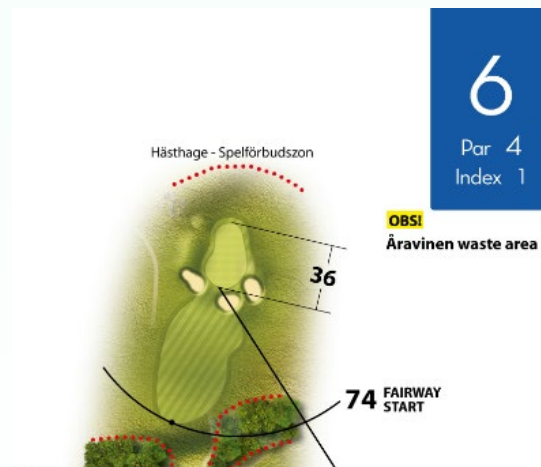 6
Par 4
Index 1
Hästhage - Spelförbudszon
OBS!
Åravinen waste area
36
74 FAIRWAY
START